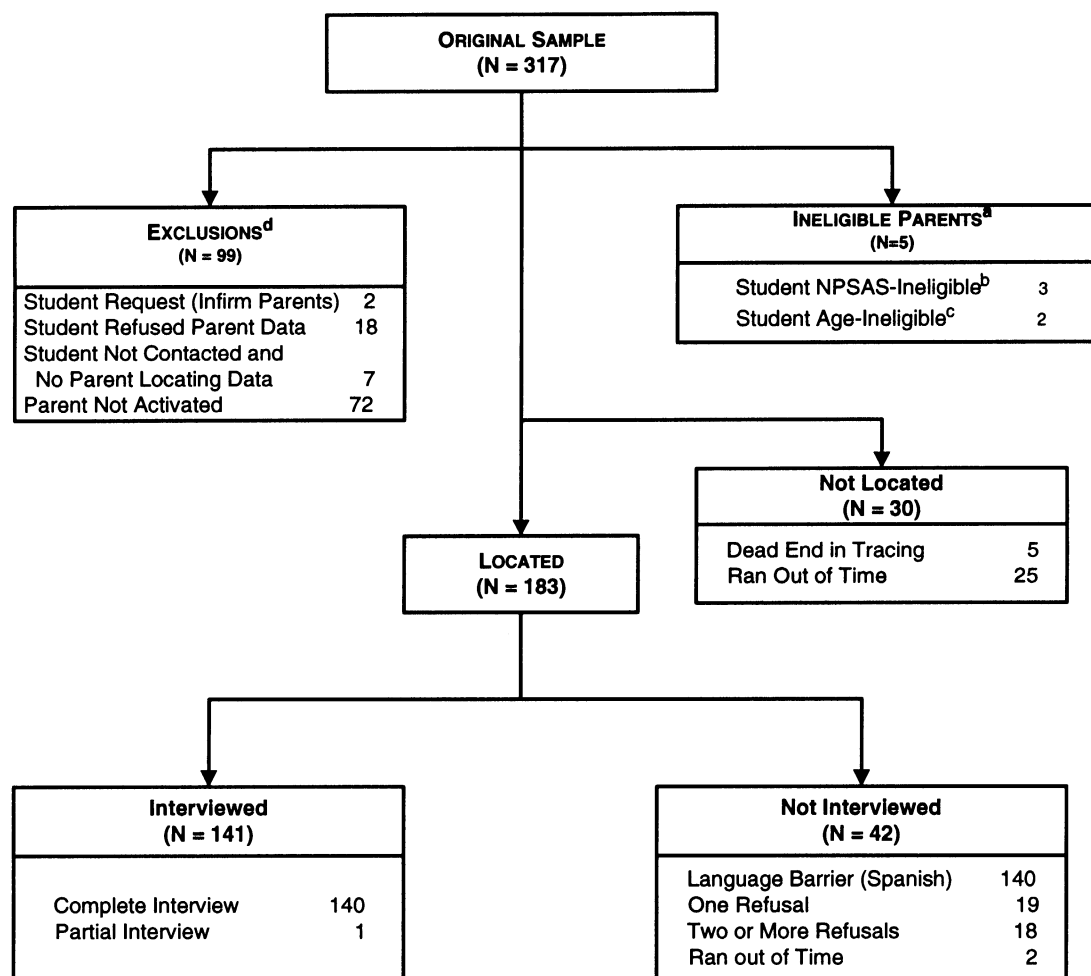 ORIGINAL SAMPLE
(N = 317)
EXCLUSIONSd
(N = 99)
Student Request (Infirm Parents) 2
Student Refused Parent Data 18
Student Not Contacted and
No Parent Locating Data 7
Parent Not Activated 72
INELIGIBLE PARENTSa
(N=5)
Student NPSAS-Ineligibleb 3
Student Age-Ineligiblec 2
Not Located
(N = 30)
Dead End in Tracing 5
Ran Out of Time 25
LOCATED
(N = 183)
Interviewed
(N = 141)
Complete Interview 140
Partial Interview 1
Not Interviewed
(N = 42)
Language Barrier (Spanish) 140
One Refusal 19
Two or More Refusals 18
Ran out of Time 2